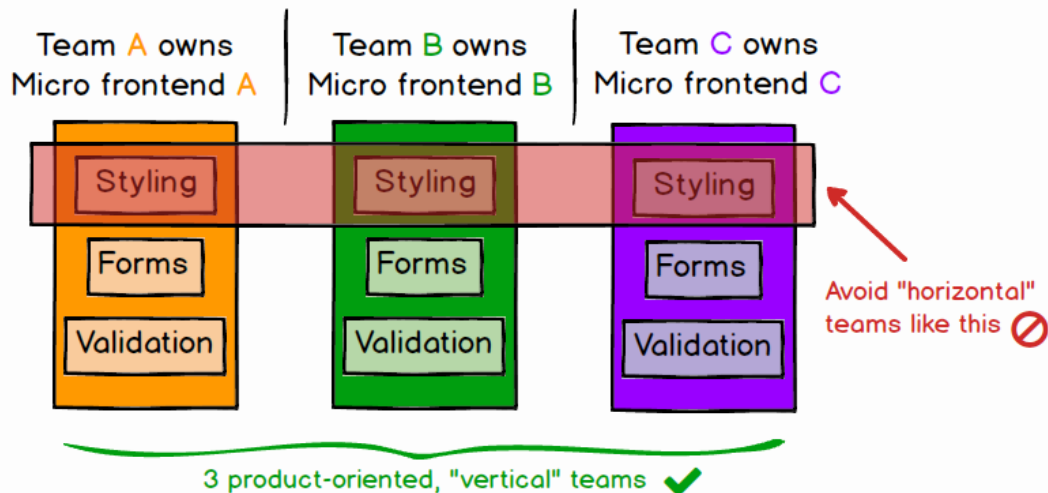 Team A owns
Micro frontend A
Team B owns
Micro frontend B
Team C owns
Micro frontend C
Styling
Styling
Styling
Forms
Forms
Forms
Validation
Validation
Validation
Avoid "horizontal"
teams like this
3 product-oriented, "vertical" teams